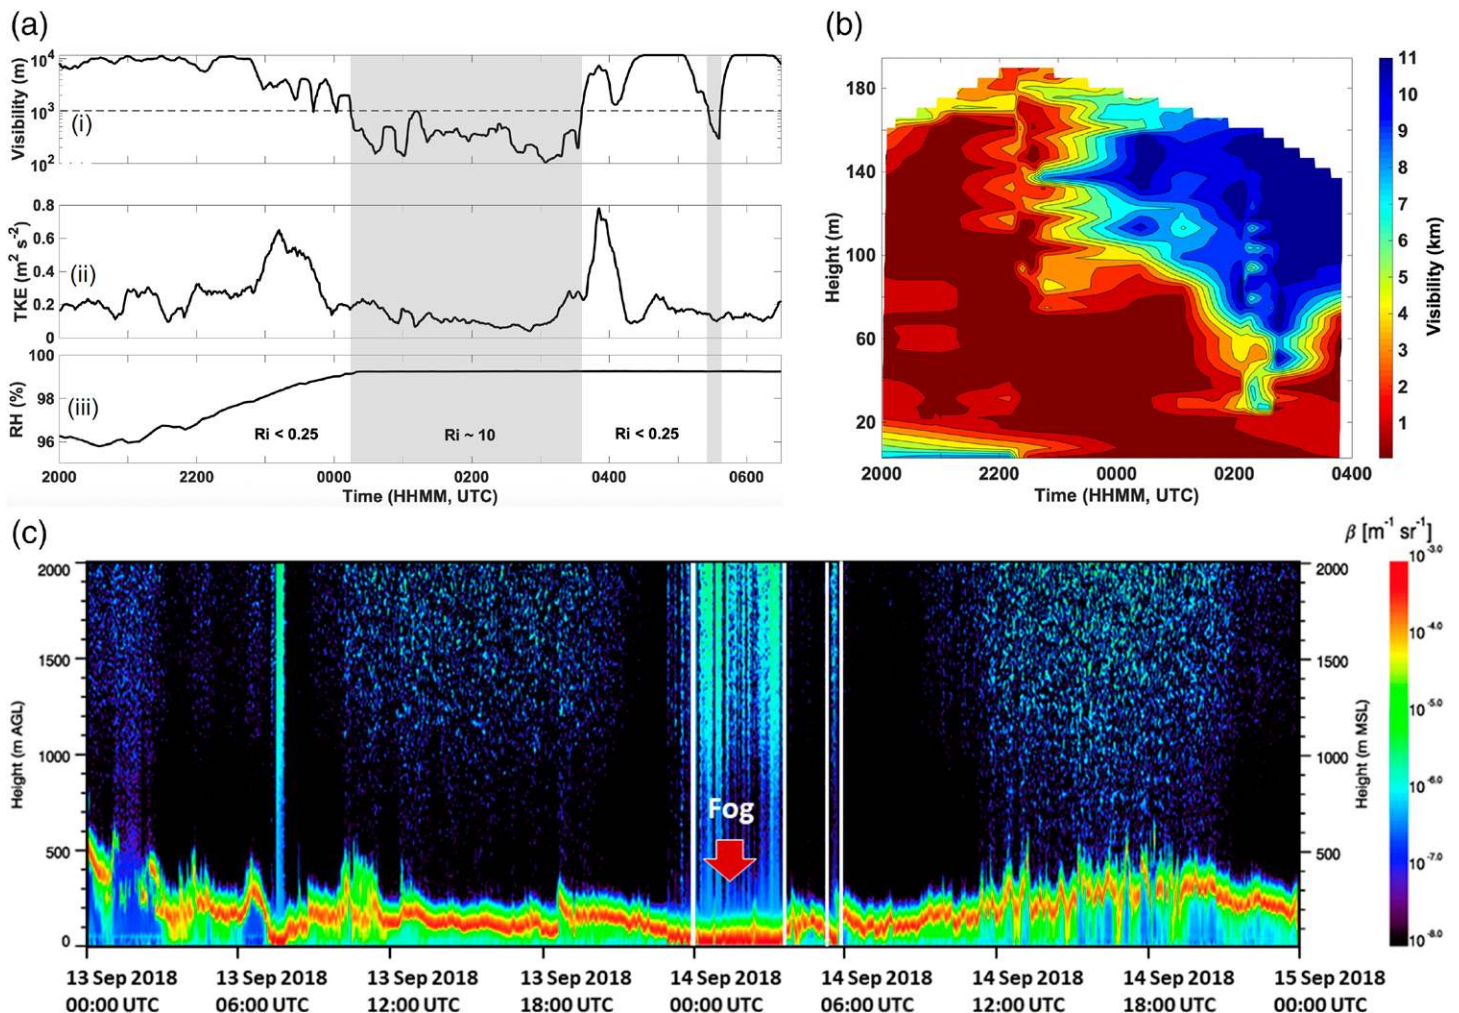 (a)
Visibility (m)
10⁴
10³
10²
(i)
TKE (m² s⁻²)
0.8
0.6
0.4
0.2
0
(ii)
RH (%)
100
98
96
(iii)
Ri < 0.25
Ri ~ 10
Ri < 0.25
2000 2200 0000 0200 0400 0600
Time (HHMM, UTC)
(b)
Height (m)
180
140
100
60
20
2000 2200 0000 0200 0400
Time (HHMM, UTC)
11
10
9
8
7
6
5
4
3
2
1
Visibility (km)
(c)
β [m⁻¹ sr⁻¹]
Height (m AGL)
2000
1500
1000
500
0
Fog
2000
1500
1000
500
Height (m MSL)
10⁻³·⁰
10⁻⁴·⁰
10⁻⁵·⁰
10⁻⁶·⁰
10⁻⁷·⁰
10⁻⁸·⁰
13 Sep 2018 13 Sep 2018 13 Sep 2018 13 Sep 2018 14 Sep 2018 14 Sep 2018 14 Sep 2018 14 Sep 2018 15 Sep 2018
00:00 UTC 06:00 UTC 12:00 UTC 18:00 UTC 00:00 UTC 06:00 UTC 12:00 UTC 18:00 UTC 00:00 UTC